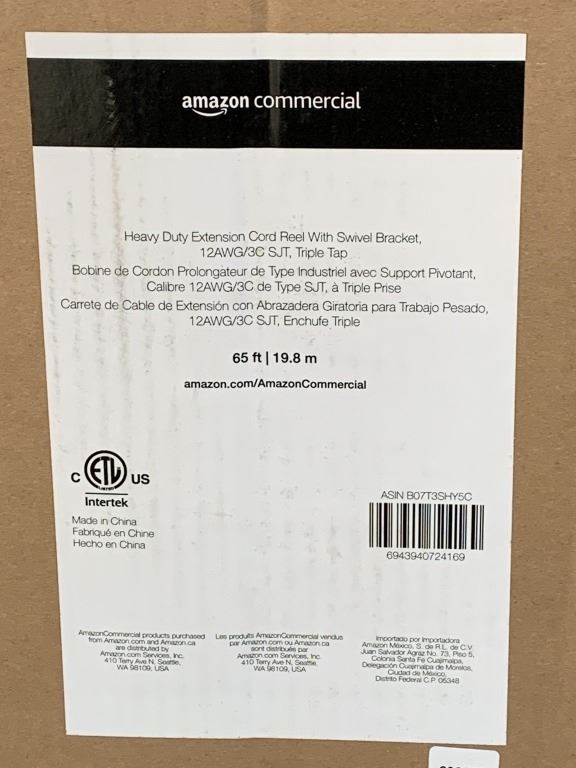 amazon commercial
Heavy Duty Extension Cord Reel With Swivel Bracket,
12AWG/3C SJT, Triple Tap
Bobine de Cordon Prolongateur de Type Industriel avec Support Pivotant,
Calibre 12AWG/3C de Type SJT, à Triple Prise
Carrete de Cable de Extensión con Abrazadera Giratoria para Trabajo Pesado,
12AWG/3C SJT, Enchufe Triple
65 ft | 19.8 m
amazon.com/AmazonCommercial
C ETL US
LISTED
Intertek
Made in China
Fabriqué en Chine
Hecho en China
ASIN B07T3SHY5C
6943940724169
AmazonCommercial products purchased
from Amazon.com and Amazon.ca
are distributed by
Amazon.com Services, Inc.
410 Terry Ave N, Seattle,
WA 98109, USA
Les produits AmazonCommercial vendus
par Amazon.com ou Amazon.ca
sont distribués par
Amazon.com Services, Inc.
410 Terry Ave N, Seattle,
WA 98109, USA
Importado por Importadora
Amazon México, S. de R.L. de C.V.
Juan Salvador Agraz No. 73, Piso 5,
Colonia Santa Fe Cuajimalpa,
Delegación Cuajimalpa de Morelos,
Ciudad de México,
Distrito Federal C.P. 05348